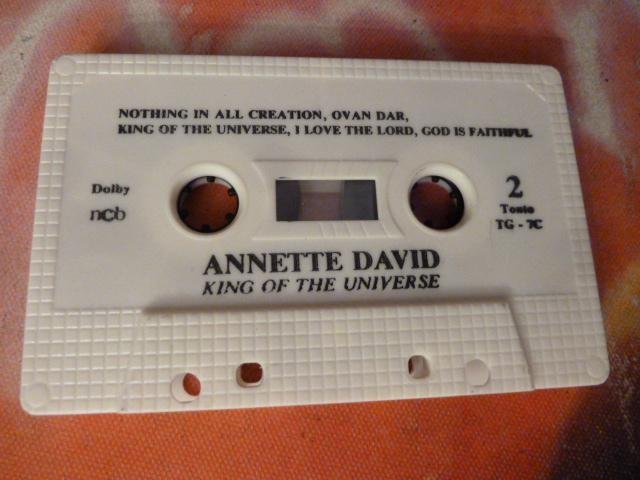 NOTHING IN ALL CREATION, OVAN DAR,
KING OF THE UNIVERSE, I LOVE THE LORD, GOD IS FAITHFUL
Dolby
ncb
2
Tonto
TG - 7C
ANNETTE DAVID
KING OF THE UNIVERSE